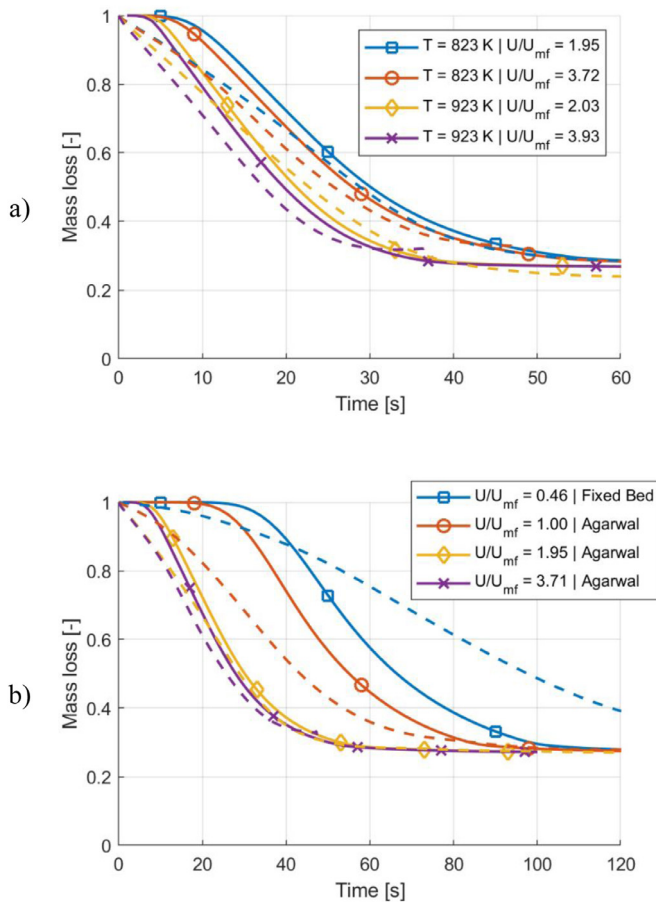 a)
Mass loss [-]
1
0.8
0.6
0.4
0.2
0
T = 823 K | U/Umf = 1.95
T = 823 K | U/Umf = 3.72
T = 923 K | U/Umf = 2.03
T = 923 K | U/Umf = 3.93
0 10 20 30 40 50 60
Time [s]
b)
Mass loss [-]
1
0.8
0.6
0.4
0.2
0
U/Umf = 0.46 | Fixed Bed
U/Umf = 1.00 | Agarwal
U/Umf = 1.95 | Agarwal
U/Umf = 3.71 | Agarwal
0 20 40 60 80 100 120
Time [s]